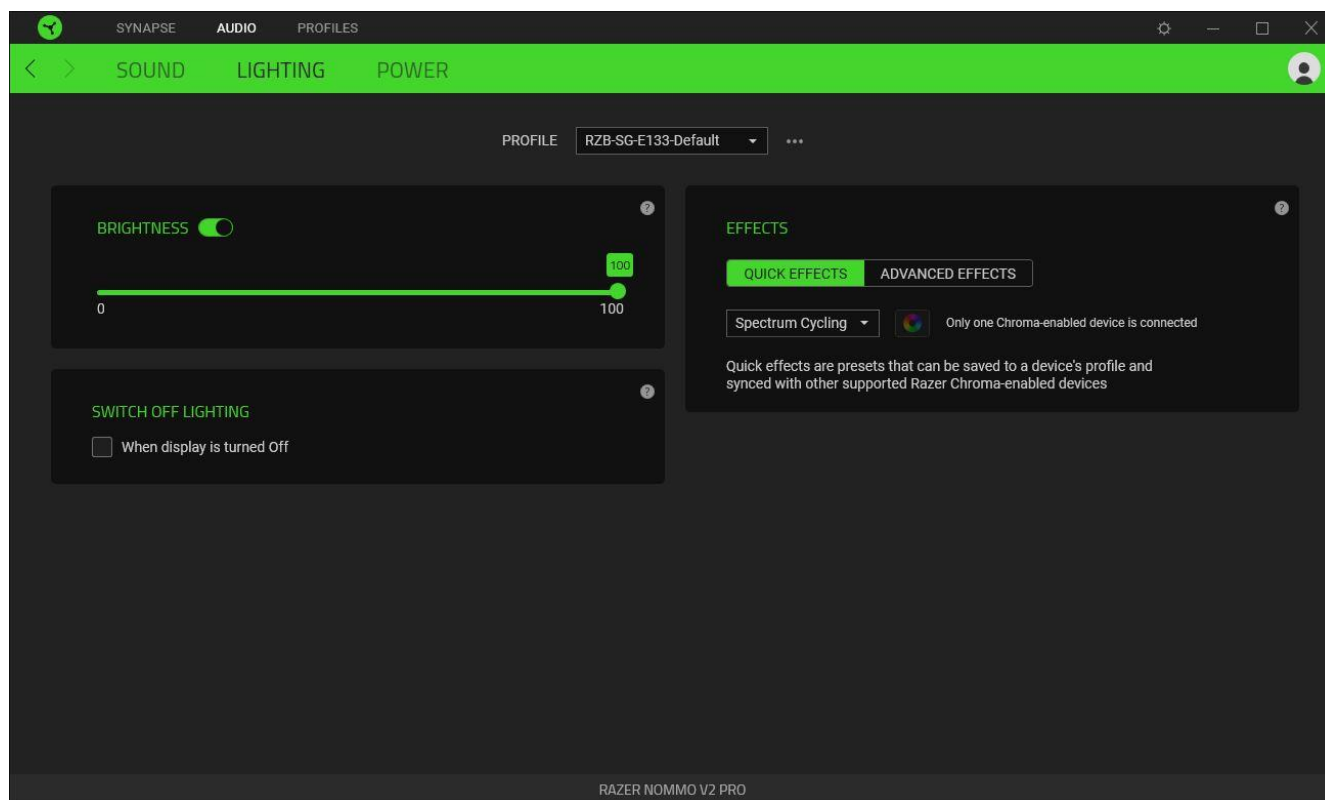 SYNAPSE AUDIO PROFILES
SOUND LIGHTING POWER
PROFILE RZB-SG-E133-Default
BRIGHTNESS
100
0 100
SWITCH OFF LIGHTING
When display is turned Off
EFFECTS
QUICK EFFECTS ADVANCED EFFECTS
Spectrum Cycling Only one Chroma-enabled device is connected
Quick effects are presets that can be saved to a device's profile and
synced with other supported Razer Chroma-enabled devices
RAZER NOMMO V2 PRO